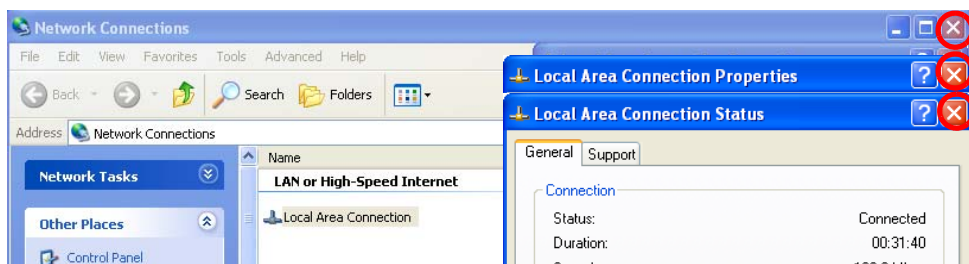 Network Connections
File Edit View Favorites Tools Advanced Help
Back Search Folders
Address Network Connections
Network Tasks
Other Places
Control Panel
Name
LAN or High-Speed Internet
Local Area Connection
Local Area Connection Properties
Local Area Connection Status
General Support
Connection
Status: Connected
Duration: 00:31:40